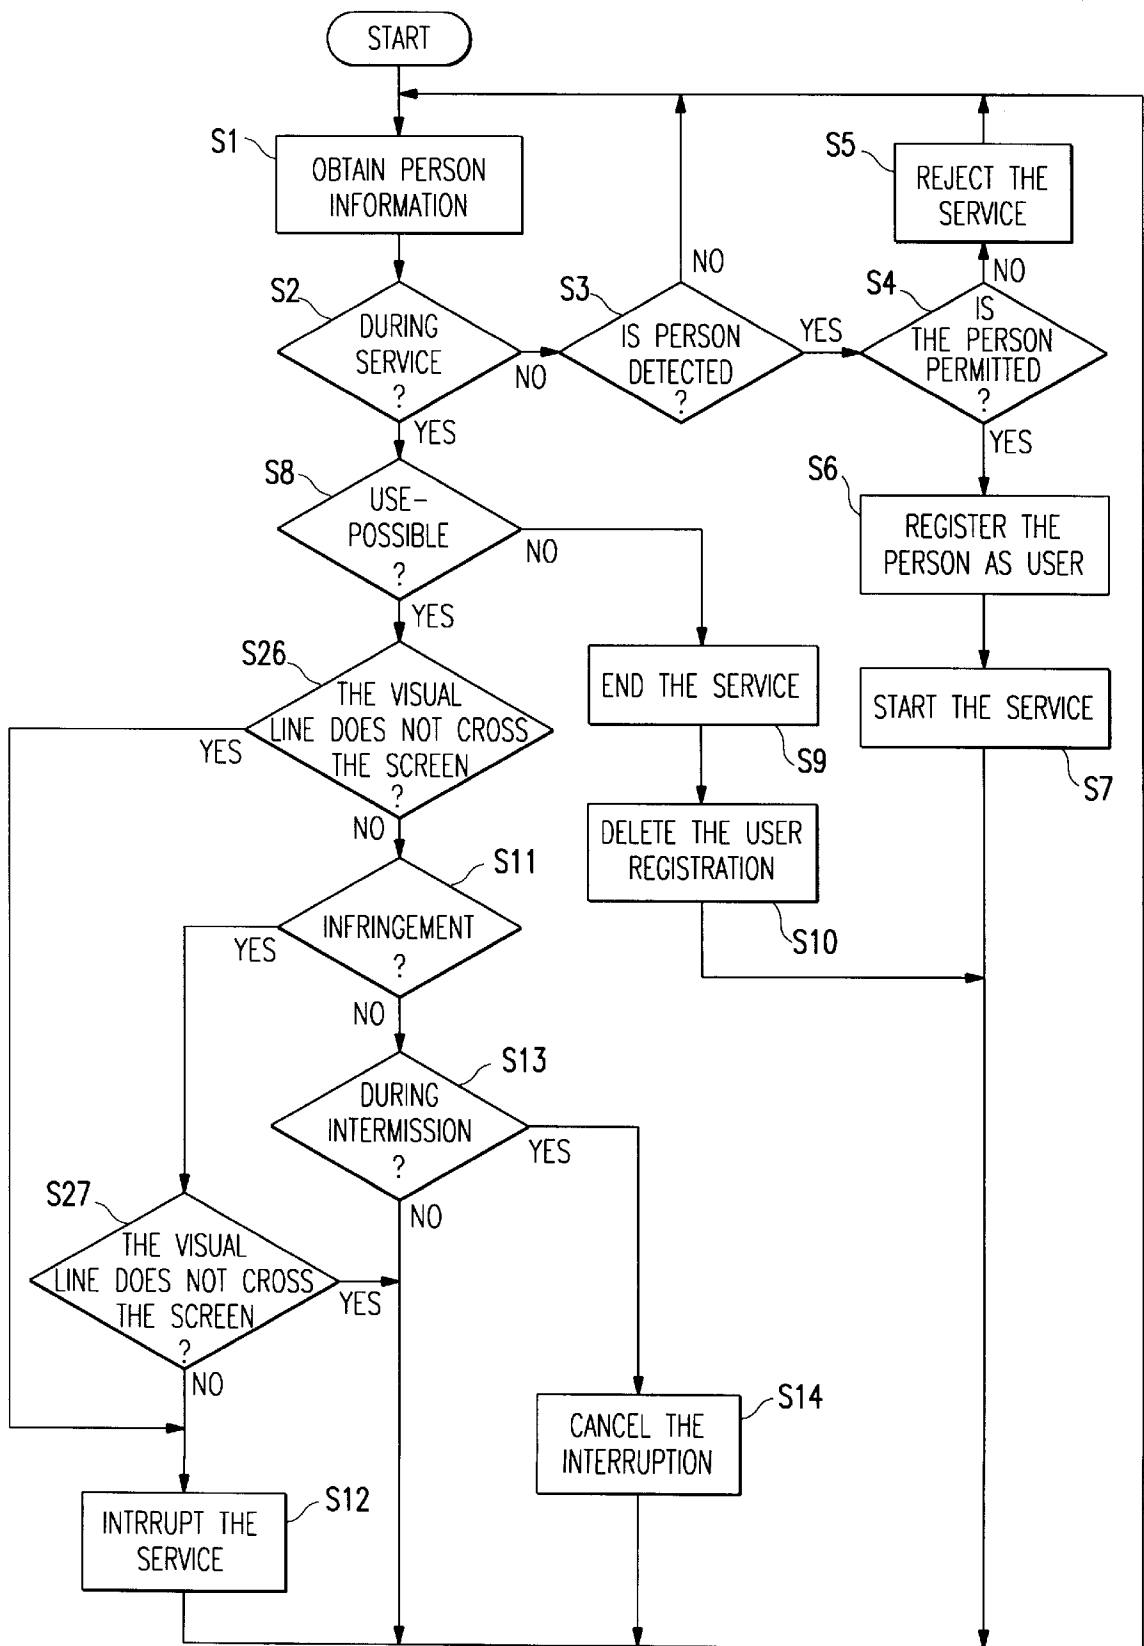 START
S1
OBTAIN PERSON
INFORMATION
S5
REJECT THE
SERVICE
S2
DURING
SERVICE
?
NO
YES
S3
IS PERSON
DETECTED
?
NO
YES
S4
IS
THE PERSON
PERMITTED
?
NO
YES
S8
USE-
POSSIBLE
?
NO
YES
S6
REGISTER THE
PERSON AS USER
S26
THE VISUAL
LINE DOES NOT CROSS
THE SCREEN
?
YES
NO
END THE SERVICE
S9
START THE SERVICE
S7
DELETE THE USER
REGISTRATION
S10
S11
INFRINGEMENT
?
YES
NO
S13
DURING
INTERMISSION
?
YES
NO
S27
THE VISUAL
LINE DOES NOT CROSS
THE SCREEN
?
YES
NO
S14
CANCEL THE
INTERRUPTION
S12
INTRRUPT THE
SERVICE